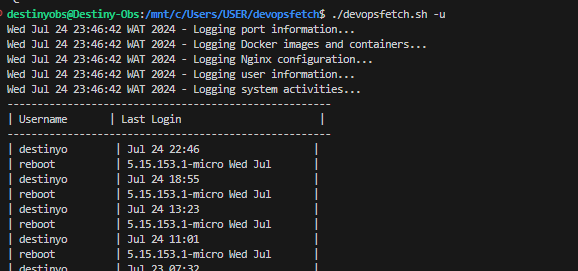 destinyobs@Destiny-Obs:/mnt/c/Users/USER/devopsfetch$ ./devopsfetch.sh -u
Wed Jul 24 23:46:42 WAT 2024 - Logging port information...
Wed Jul 24 23:46:42 WAT 2024 - Logging Docker images and containers...
Wed Jul 24 23:46:42 WAT 2024 - Logging Nginx configuration...
Wed Jul 24 23:46:42 WAT 2024 - Logging user information...
Wed Jul 24 23:46:42 WAT 2024 - Logging system activities...
------------------------------------------------------
| Username | Last Login |
------------------------------------------------------
| destinyo | Jul 24 22:46 |
| reboot | 5.15.153.1-micro Wed Jul |
| destinyo | Jul 24 18:55 |
| reboot | 5.15.153.1-micro Wed Jul |
| destinyo | Jul 24 13:23 |
| reboot | 5.15.153.1-micro Wed Jul |
| destinyo | Jul 24 11:01 |
| reboot | 5.15.153.1-micro Wed Jul |
| destinyo | Jul 23 07:32 |